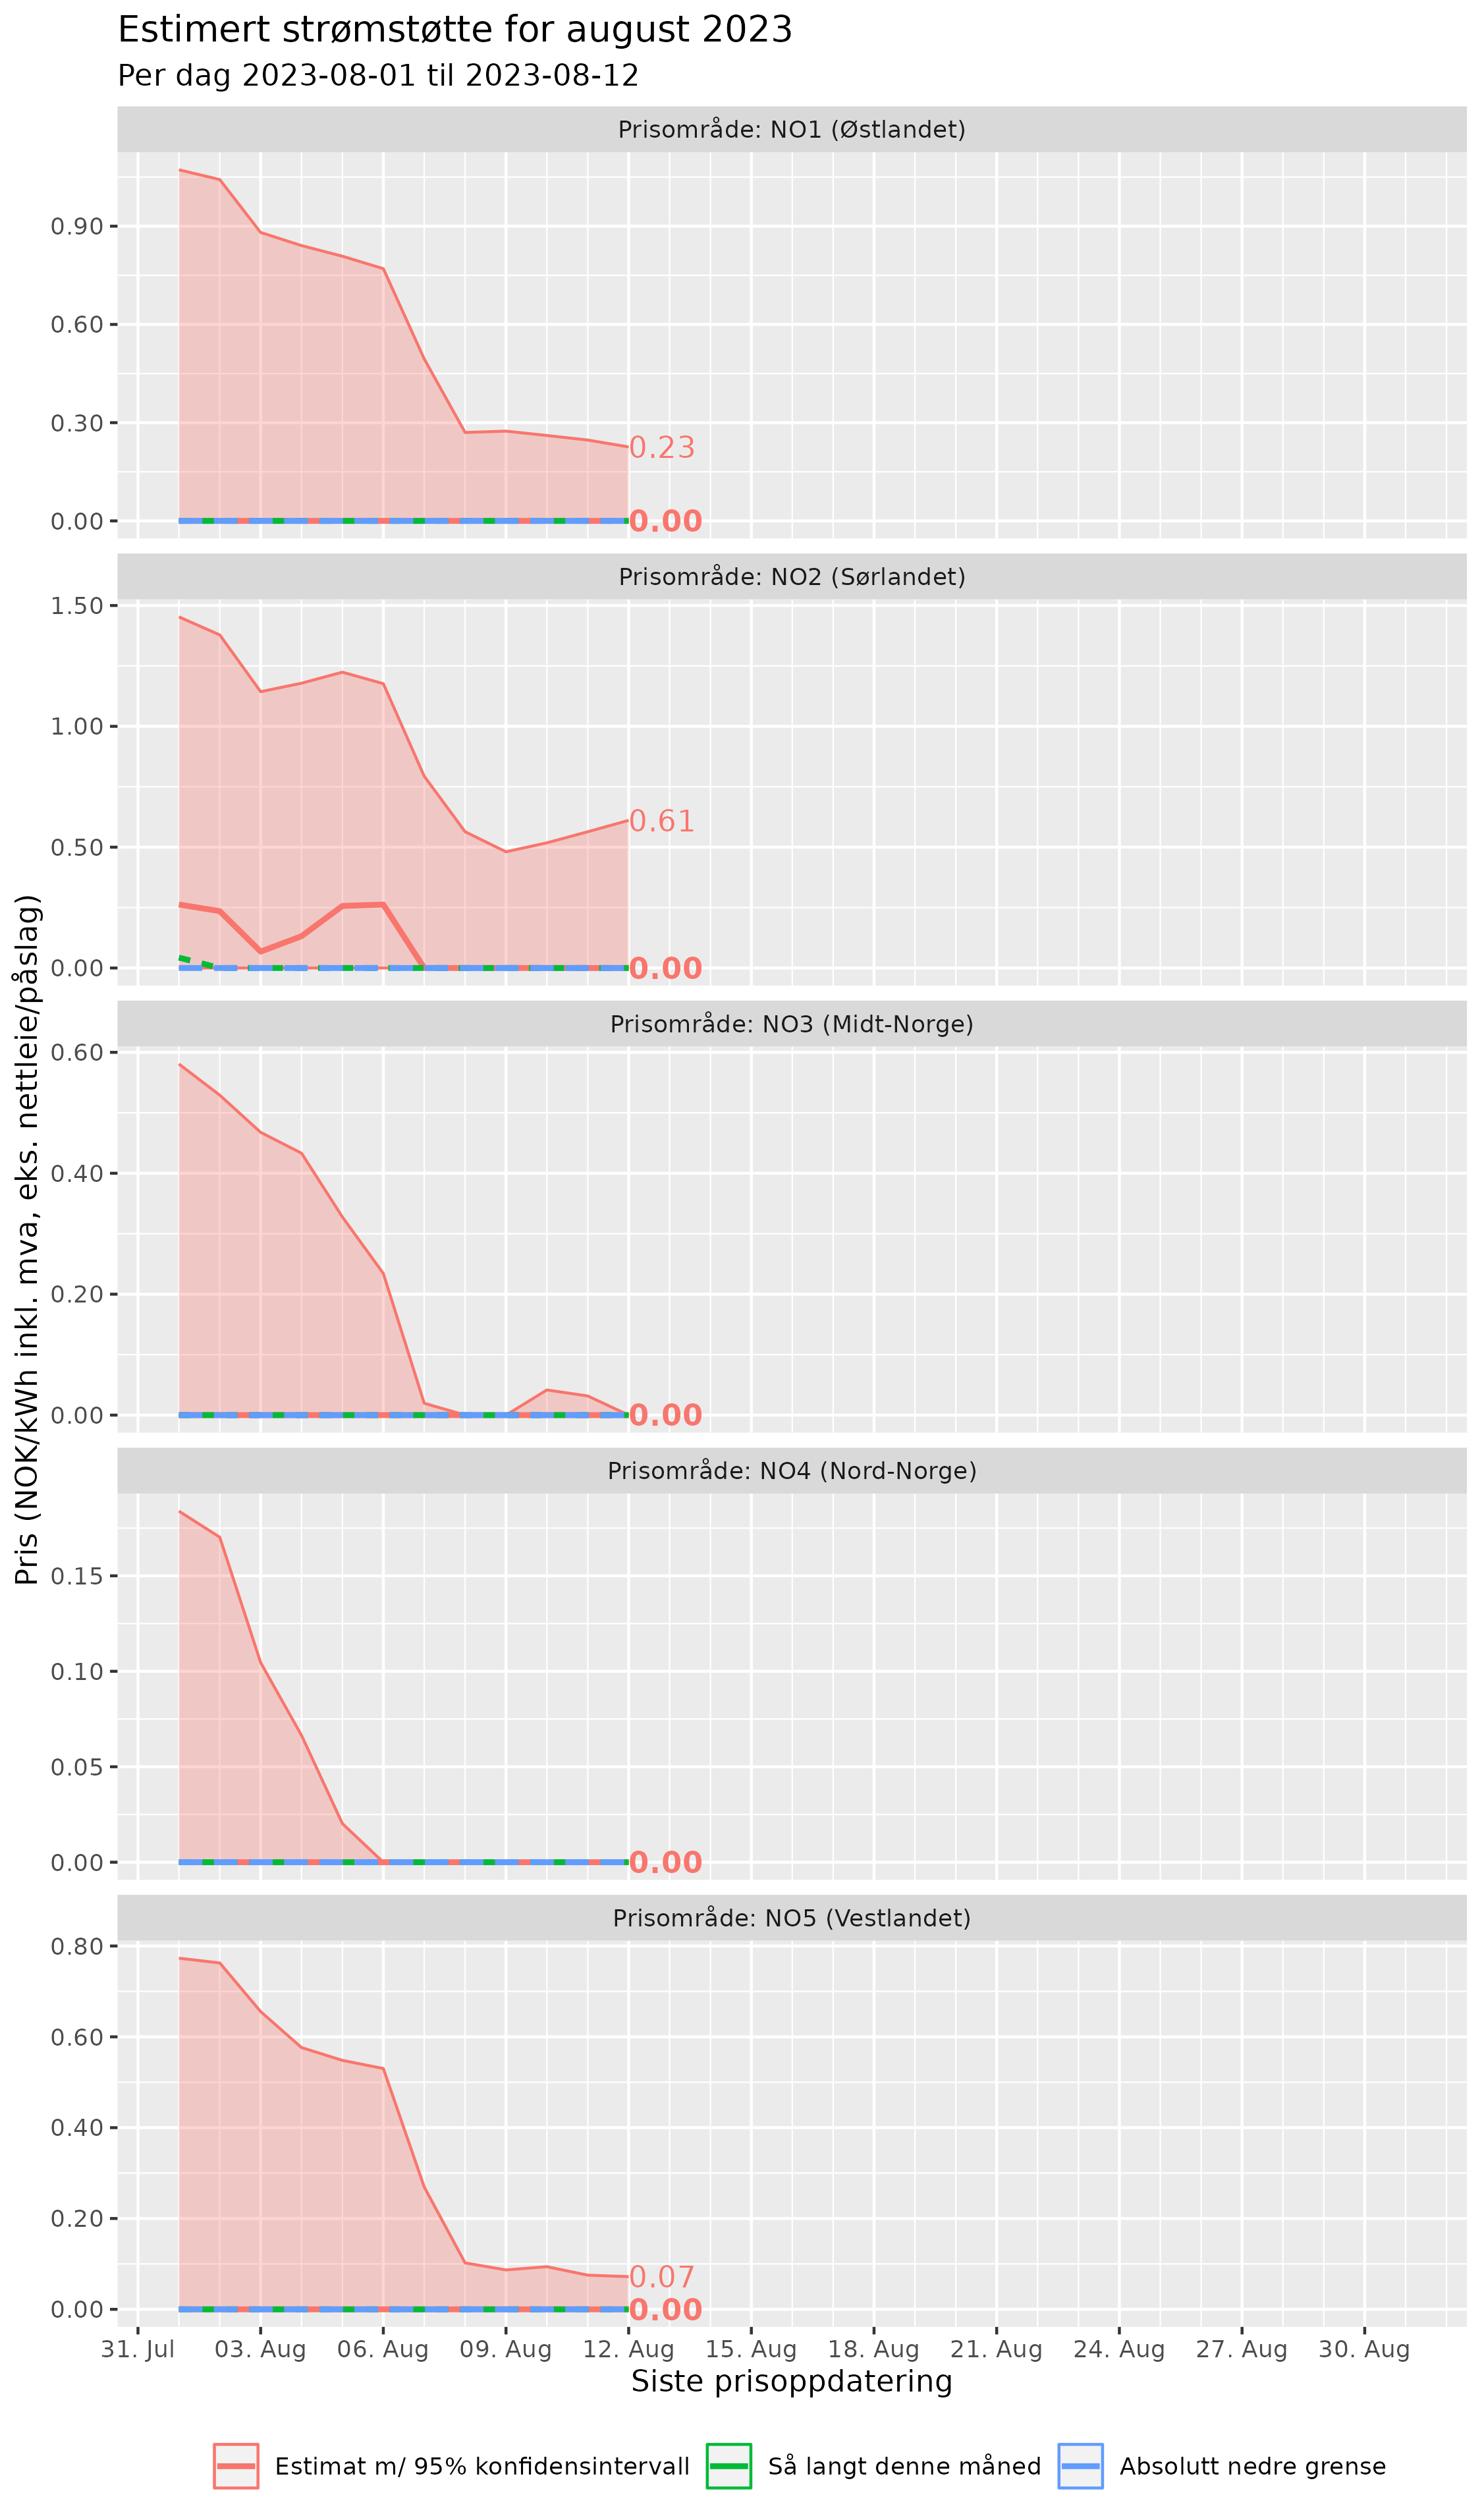 Estimert strømstøtte for august 2023
Per dag 2023-08-01 til 2023-08-12
Pris (NOK/kWh inkl. mva, eks. nettleie/påslag)
Prisområde: NO1 (Østlandet)
0.90
0.60
0.30
0.00
0.23
0.00
Prisområde: NO2 (Sørlandet)
1.50
1.00
0.50
0.00
0.61
0.00
Prisområde: NO3 (Midt-Norge)
0.60
0.40
0.20
0.00
0.00
Prisområde: NO4 (Nord-Norge)
0.15
0.10
0.05
0.00
0.00
Prisområde: NO5 (Vestlandet)
0.80
0.60
0.40
0.20
0.00
0.07
0.00
31. Jul 03. Aug 06. Aug 09. Aug 12. Aug 15. Aug 18. Aug 21. Aug 24. Aug 27. Aug 30. Aug
Siste prisoppdatering
Estimat m/ 95% konfidensintervall Så langt denne måned Absolutt nedre grense